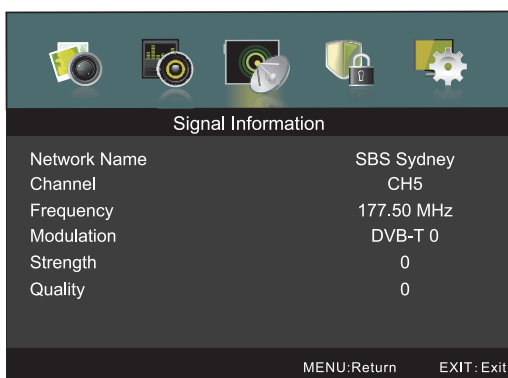 Signal Information
Network Name SBS Sydney
Channel CH5
Frequency 177.50 MHz
Modulation DVB-T 0
Strength 0
Quality 0
MENU:Return EXIT:Exit